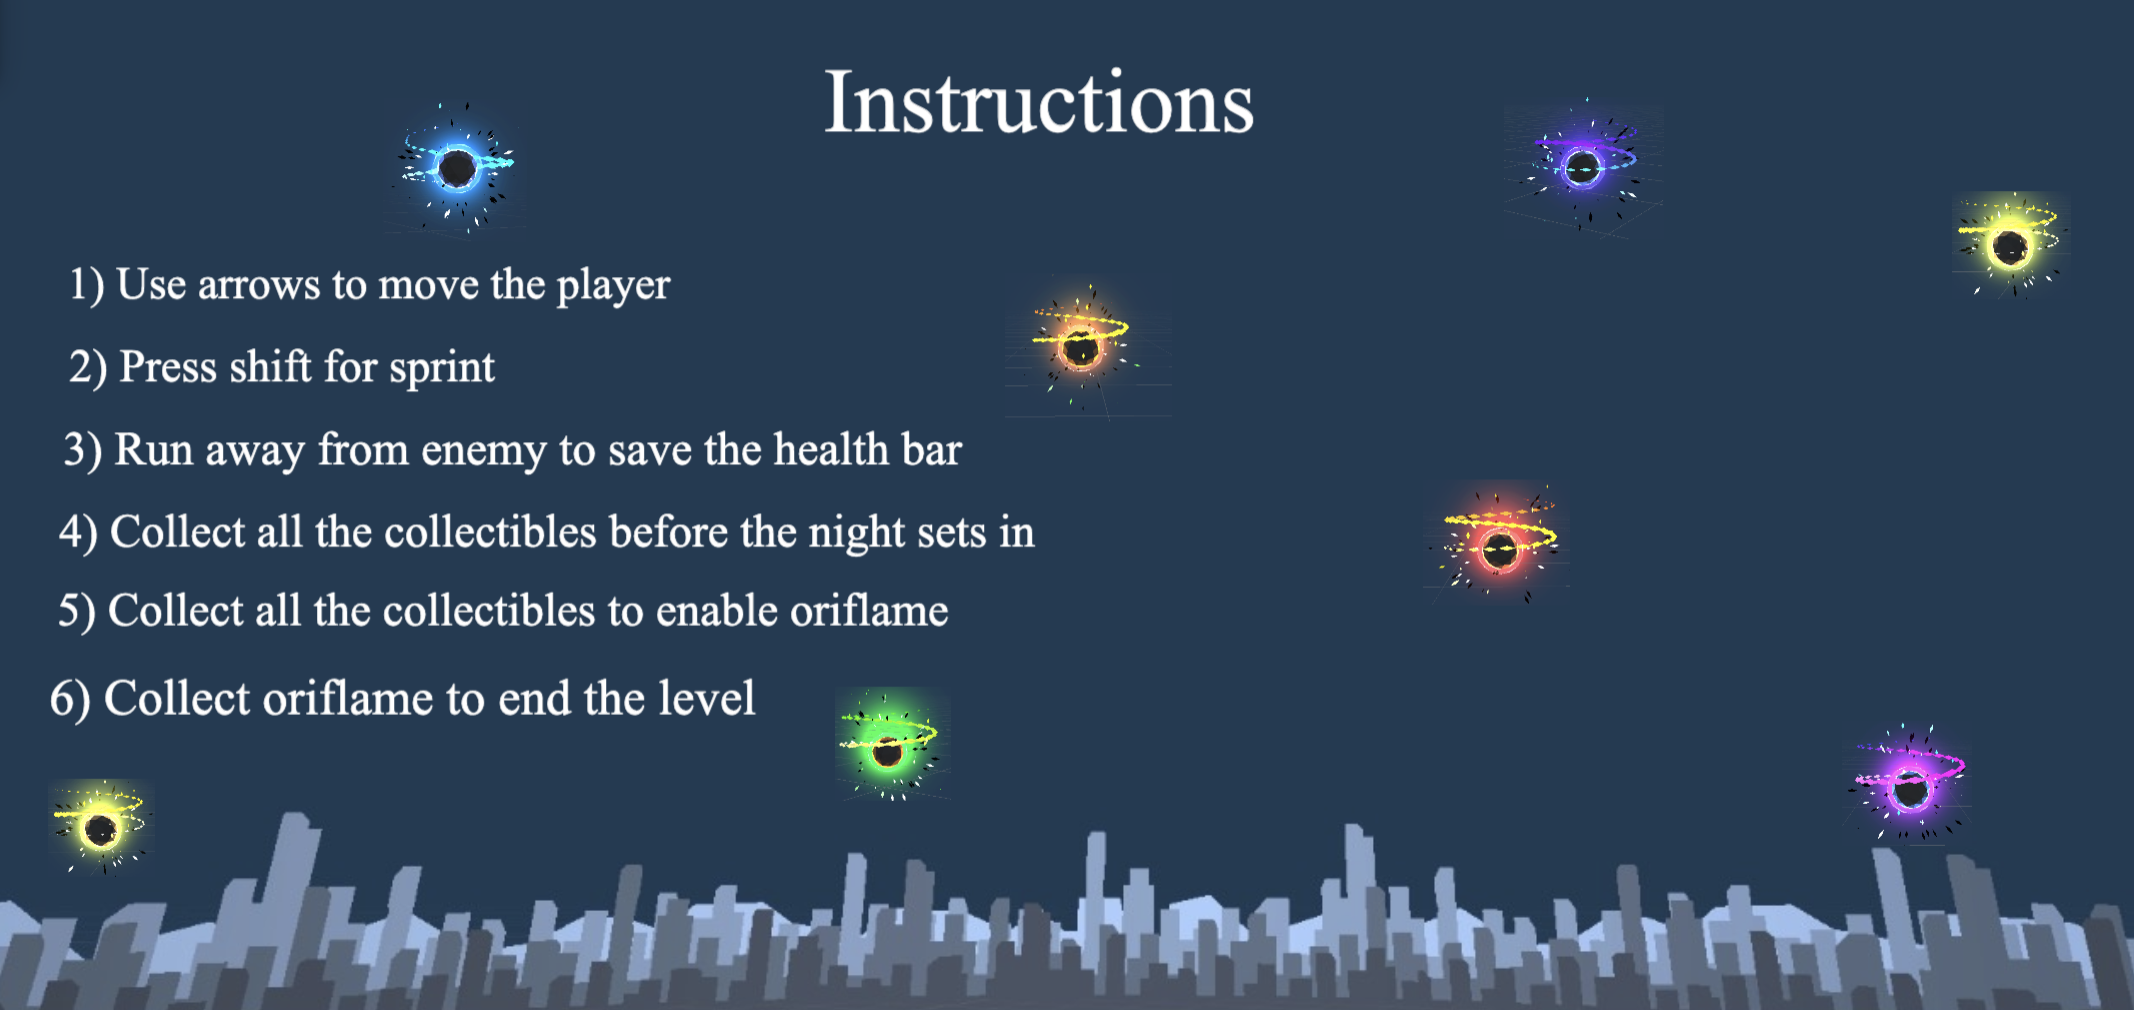 Instructions
1) Use arrows to move the player
2) Press shift for sprint
3) Run away from enemy to save the health bar
4) Collect all the collectibles before the night sets in
5) Collect all the collectibles to enable oriflame
6) Collect oriflame to end the level